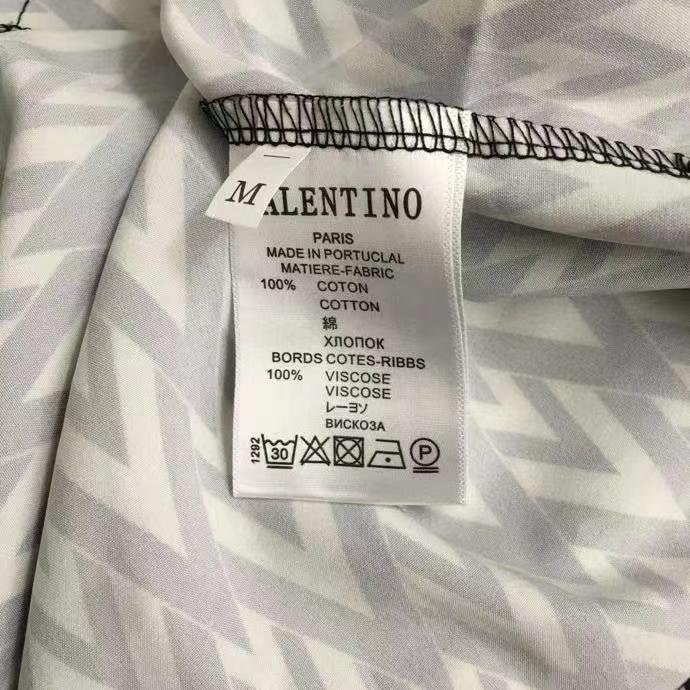 M
ALENTINO
PARIS
MADE IN PORTUCLAL
MATIERE-FABRIC
100% COTON
COTTON
綿
ХЛОПОК
BORDS COTES-RIBBS
100% VISCOSE
VISCOSE
レーヨソ
ВИСКОЗА
1292
30
P